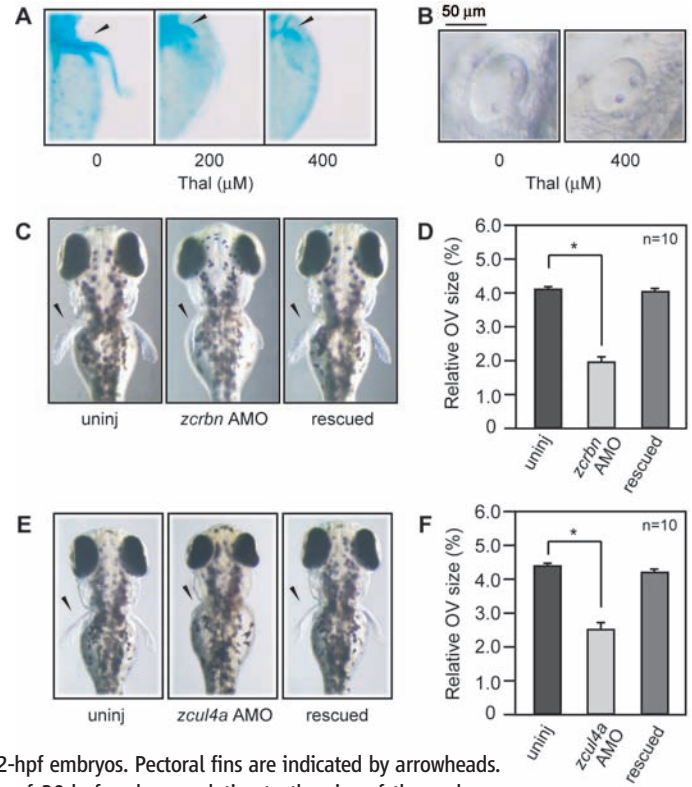 A
0 200 400
Thal (µM)
B 50 µm
0 400
Thal (µM)
C
uninj zcrbn AMO rescued
D
Relative OV size (%)
6.0
5.0
4.0
3.0
2.0
1.0
0
n=10
*
uninj
zcrbn
AMO
rescued
E
uninj zcul4a AMO rescued
F
Relative OV size (%)
6.0
5.0
4.0
3.0
2.0
1.0
0
n=10
*
uninj
zcul4a
AMO
rescued
2-hpf embryos. Pectoral fins are indicated by arrowheads.